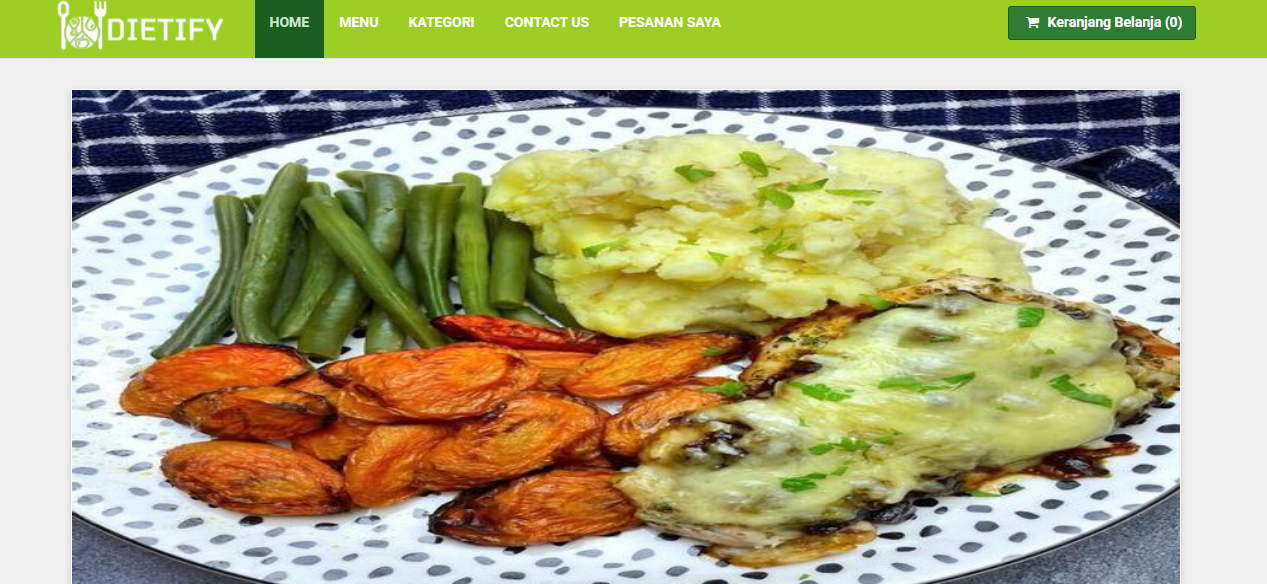 DIETIFY
HOME MENU KATEGORI CONTACT US PESANAN SAYA
Keranjang Belanja (0)